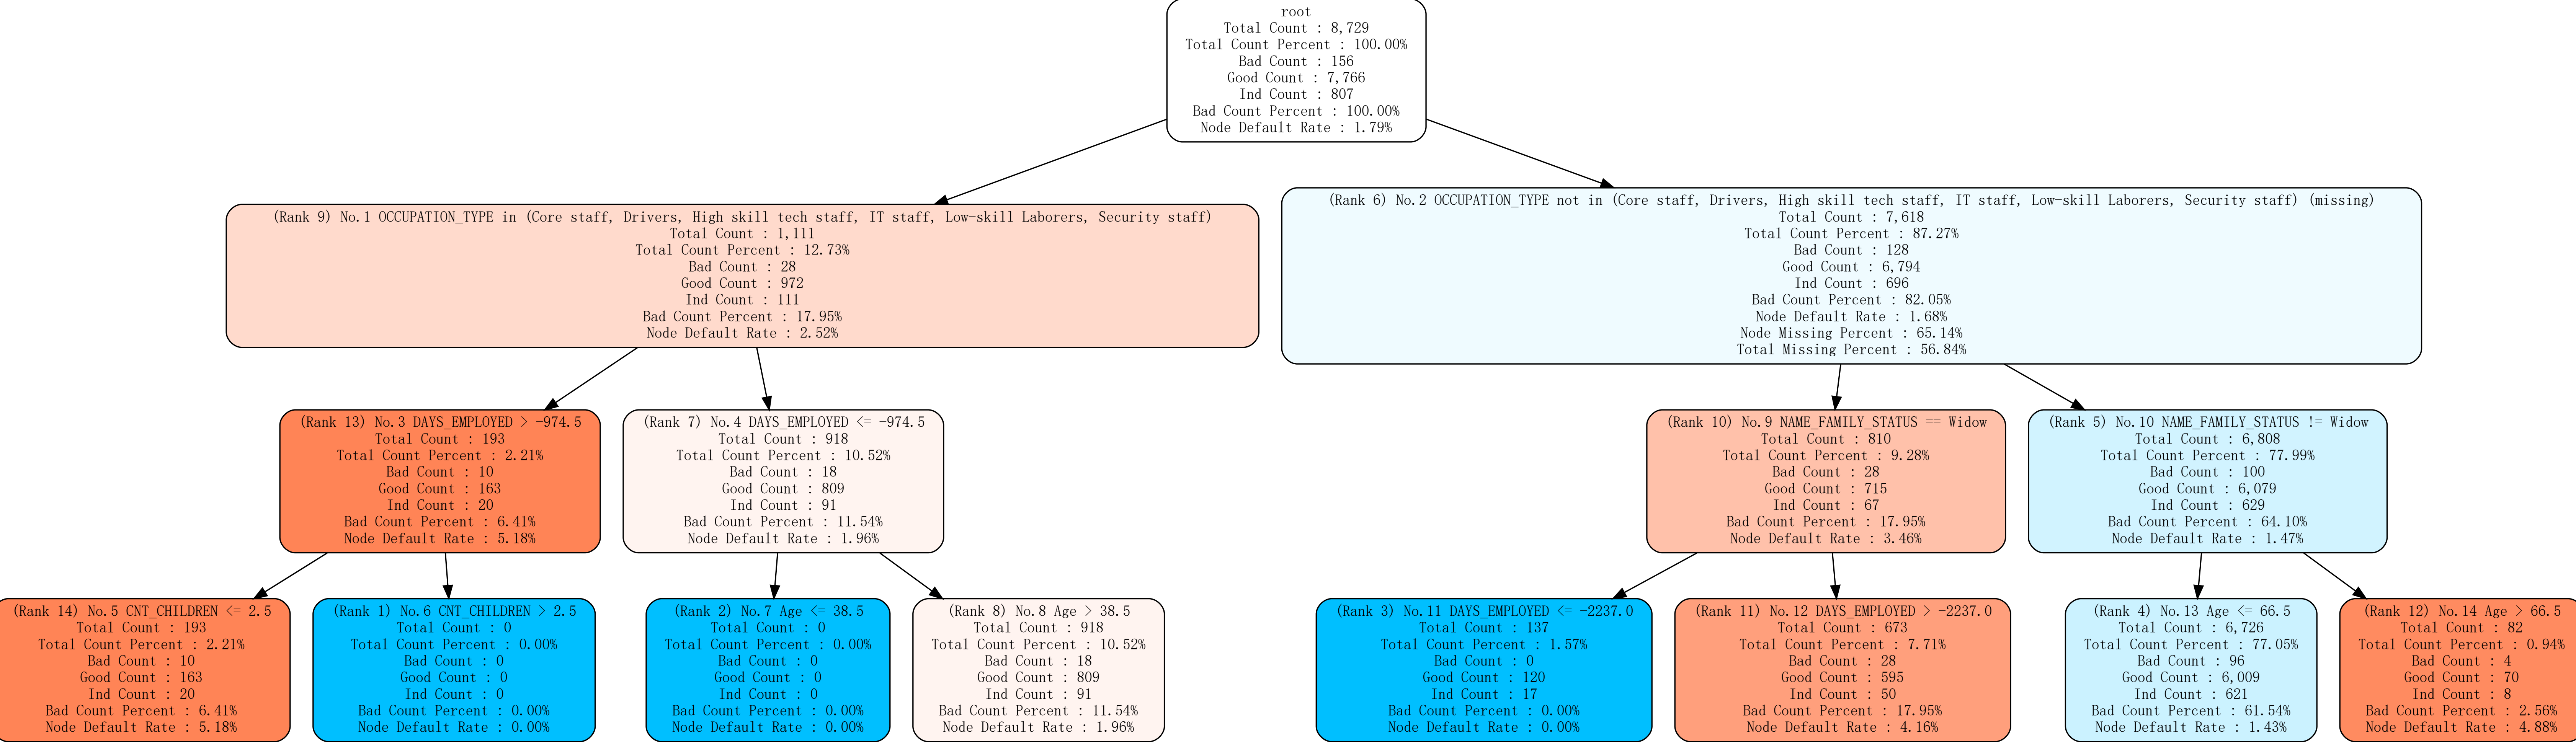 root
Total Count : 8,729
Total Count Percent : 100.00%
Bad Count : 156
Good Count : 7,766
Ind Count : 807
Bad Count Percent : 100.00%
Node Default Rate : 1.79%
(Rank 9) No.1 OCCUPATION_TYPE in (Core staff, Drivers, High skill tech staff, IT staff, Low-skill Laborers, Security staff)
Total Count : 1,111
Total Count Percent : 12.73%
Bad Count : 28
Good Count : 972
Ind Count : 111
Bad Count Percent : 17.95%
Node Default Rate : 2.52%
(Rank 6) No.2 OCCUPATION_TYPE not in (Core staff, Drivers, High skill tech staff, IT staff, Low-skill Laborers, Security staff) (missing)
Total Count : 7,618
Total Count Percent : 87.27%
Bad Count : 128
Good Count : 6,794
Ind Count : 696
Bad Count Percent : 82.05%
Node Default Rate : 1.68%
Node Missing Percent : 65.14%
Total Missing Percent : 56.84%
(Rank 13) No.3 DAYS_EMPLOYED > -974.5
Total Count : 193
Total Count Percent : 2.21%
Bad Count : 10
Good Count : 163
Ind Count : 20
Bad Count Percent : 6.41%
Node Default Rate : 5.18%
(Rank 7) No.4 DAYS_EMPLOYED <= -974.5
Total Count : 918
Total Count Percent : 10.52%
Bad Count : 18
Good Count : 809
Ind Count : 91
Bad Count Percent : 11.54%
Node Default Rate : 1.96%
(Rank 10) No.9 NAME_FAMILY_STATUS == Widow
Total Count : 810
Total Count Percent : 9.28%
Bad Count : 28
Good Count : 715
Ind Count : 67
Bad Count Percent : 17.95%
Node Default Rate : 3.46%
(Rank 5) No.10 NAME_FAMILY_STATUS != Widow
Total Count : 6,808
Total Count Percent : 77.99%
Bad Count : 100
Good Count : 6,079
Ind Count : 629
Bad Count Percent : 64.10%
Node Default Rate : 1.47%
(Rank 14) No.5 CNT_CHILDREN <= 2.5
Total Count : 193
Total Count Percent : 2.21%
Bad Count : 10
Good Count : 163
Ind Count : 20
Bad Count Percent : 6.41%
Node Default Rate : 5.18%
(Rank 1) No.6 CNT_CHILDREN > 2.5
Total Count : 0
Total Count Percent : 0.00%
Bad Count : 0
Good Count : 0
Ind Count : 0
Bad Count Percent : 0.00%
Node Default Rate : 0.00%
(Rank 2) No.7 Age <= 38.5
Total Count : 0
Total Count Percent : 0.00%
Bad Count : 0
Good Count : 0
Ind Count : 0
Bad Count Percent : 0.00%
Node Default Rate : 0.00%
(Rank 8) No.8 Age > 38.5
Total Count : 918
Total Count Percent : 10.52%
Bad Count : 18
Good Count : 809
Ind Count : 91
Bad Count Percent : 11.54%
Node Default Rate : 1.96%
(Rank 3) No.11 DAYS_EMPLOYED <= -2237.0
Total Count : 137
Total Count Percent : 1.57%
Bad Count : 0
Good Count : 120
Ind Count : 17
Bad Count Percent : 0.00%
Node Default Rate : 0.00%
(Rank 11) No.12 DAYS_EMPLOYED > -2237.0
Total Count : 673
Total Count Percent : 7.71%
Bad Count : 28
Good Count : 595
Ind Count : 50
Bad Count Percent : 17.95%
Node Default Rate : 4.16%
(Rank 4) No.13 Age <= 66.5
Total Count : 6,726
Total Count Percent : 77.05%
Bad Count : 96
Good Count : 6,009
Ind Count : 621
Bad Count Percent : 61.54%
Node Default Rate : 1.43%
(Rank 12) No.14 Age > 66.5
Total Count : 82
Total Count Percent : 0.94%
Bad Count : 4
Good Count : 70
Ind Count : 8
Bad Count Percent : 2.56%
Node Default Rate : 4.88%